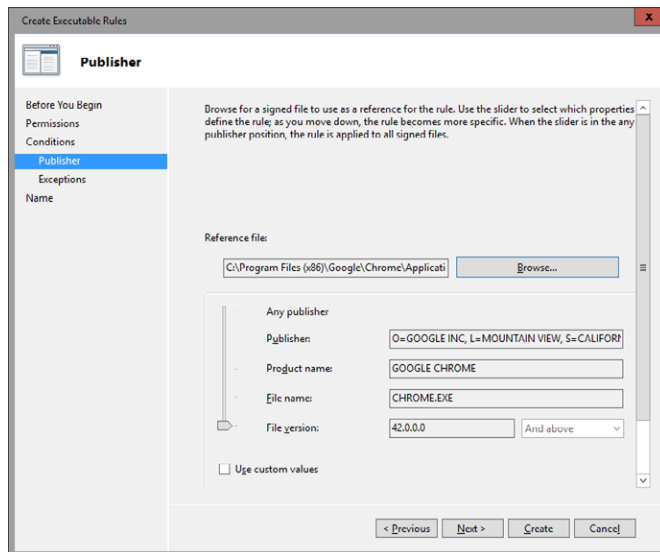 Create Executable Rules
x
Publisher
Before You Begin
Permissions
Conditions
Publisher
Exceptions
Name
Browse for a signed file to use as a reference for the rule. Use the slider to select which properties
define the rule; as you move down, the rule becomes more specific. When the slider is in the any
publisher position, the rule is applied to all signed files.
Reference file:
C:\Program Files (x86)\Google\Chrome\Applicati
Browse...
Any publisher
Publisher:
O=GOOGLE INC, L=MOUNTAIN VIEW, S=CALIFORN
Product name:
GOOGLE CHROME
File name:
CHROME.EXE
File version:
42.0.0.0
And above
Use custom values
< Previous
Next >
Create
Cancel